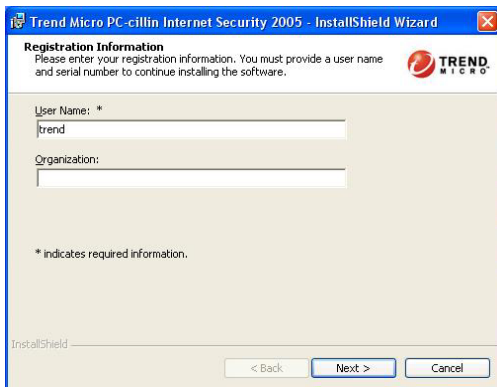 Trend Micro PC-cillin Internet Security 2005 - InstallShield Wizard
Registration Information
Please enter your registration information. You must provide a user name
and serial number to continue installing the software.
TREND
MICRO
User Name: *
trend
Organization:
* indicates required information.
InstallShield
< Back
Next >
Cancel